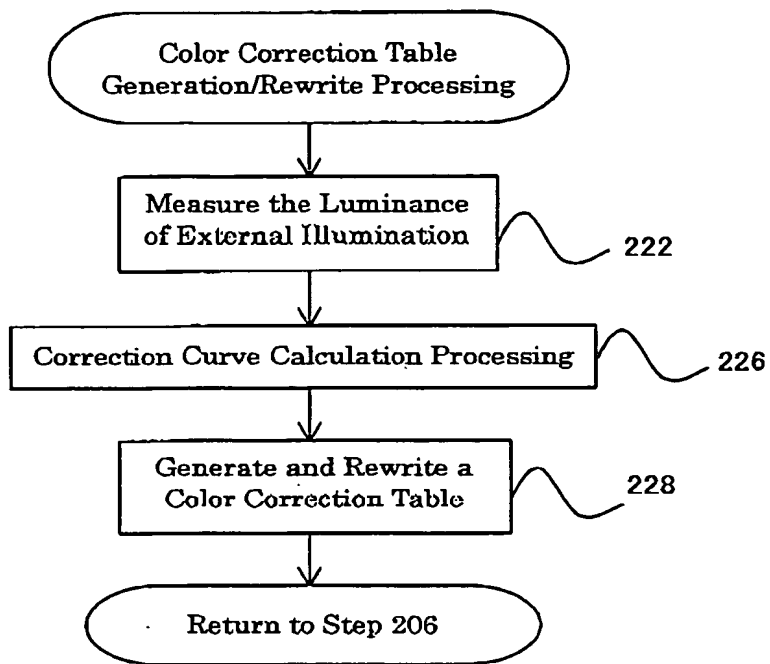 Color Correction Table
Generation/Rewrite Processing
Measure the Luminance
of External Illumination
222
Correction Curve Calculation Processing
226
Generate and Rewrite a
Color Correction Table
228
Return to Step 206